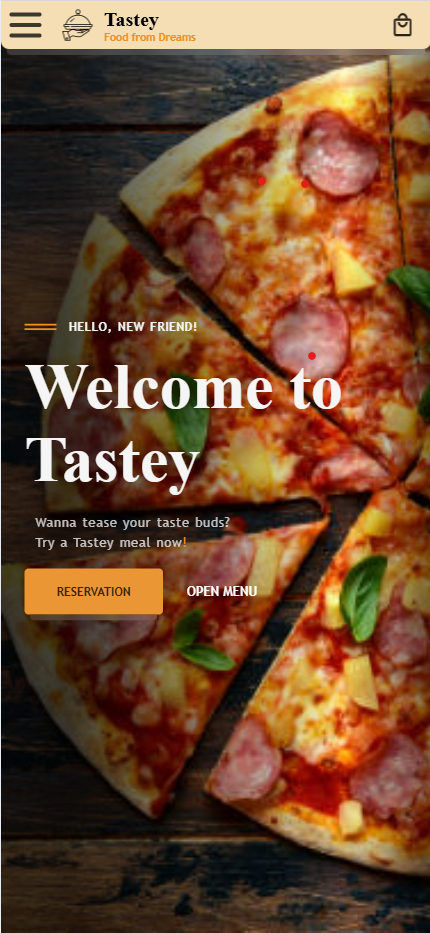 Tastey
Food from Dreams
HELLO, NEW FRIEND!
Welcome to
Tastey
Wanna tease your taste buds?
Try a Tastey meal now!
RESERVATION
OPEN MENU